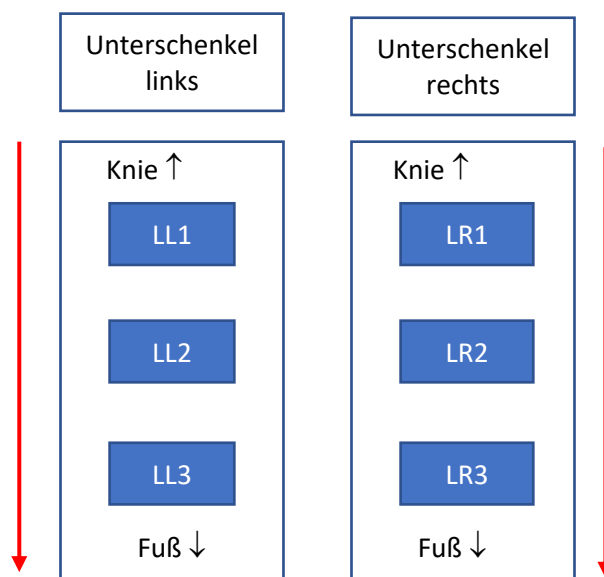 Unterschenkel
links
Knie ↑
LL1
LL2
LL3
Fuß ↓
Unterschenkel
rechts
Knie ↑
LR1
LR2
LR3
Fuß ↓